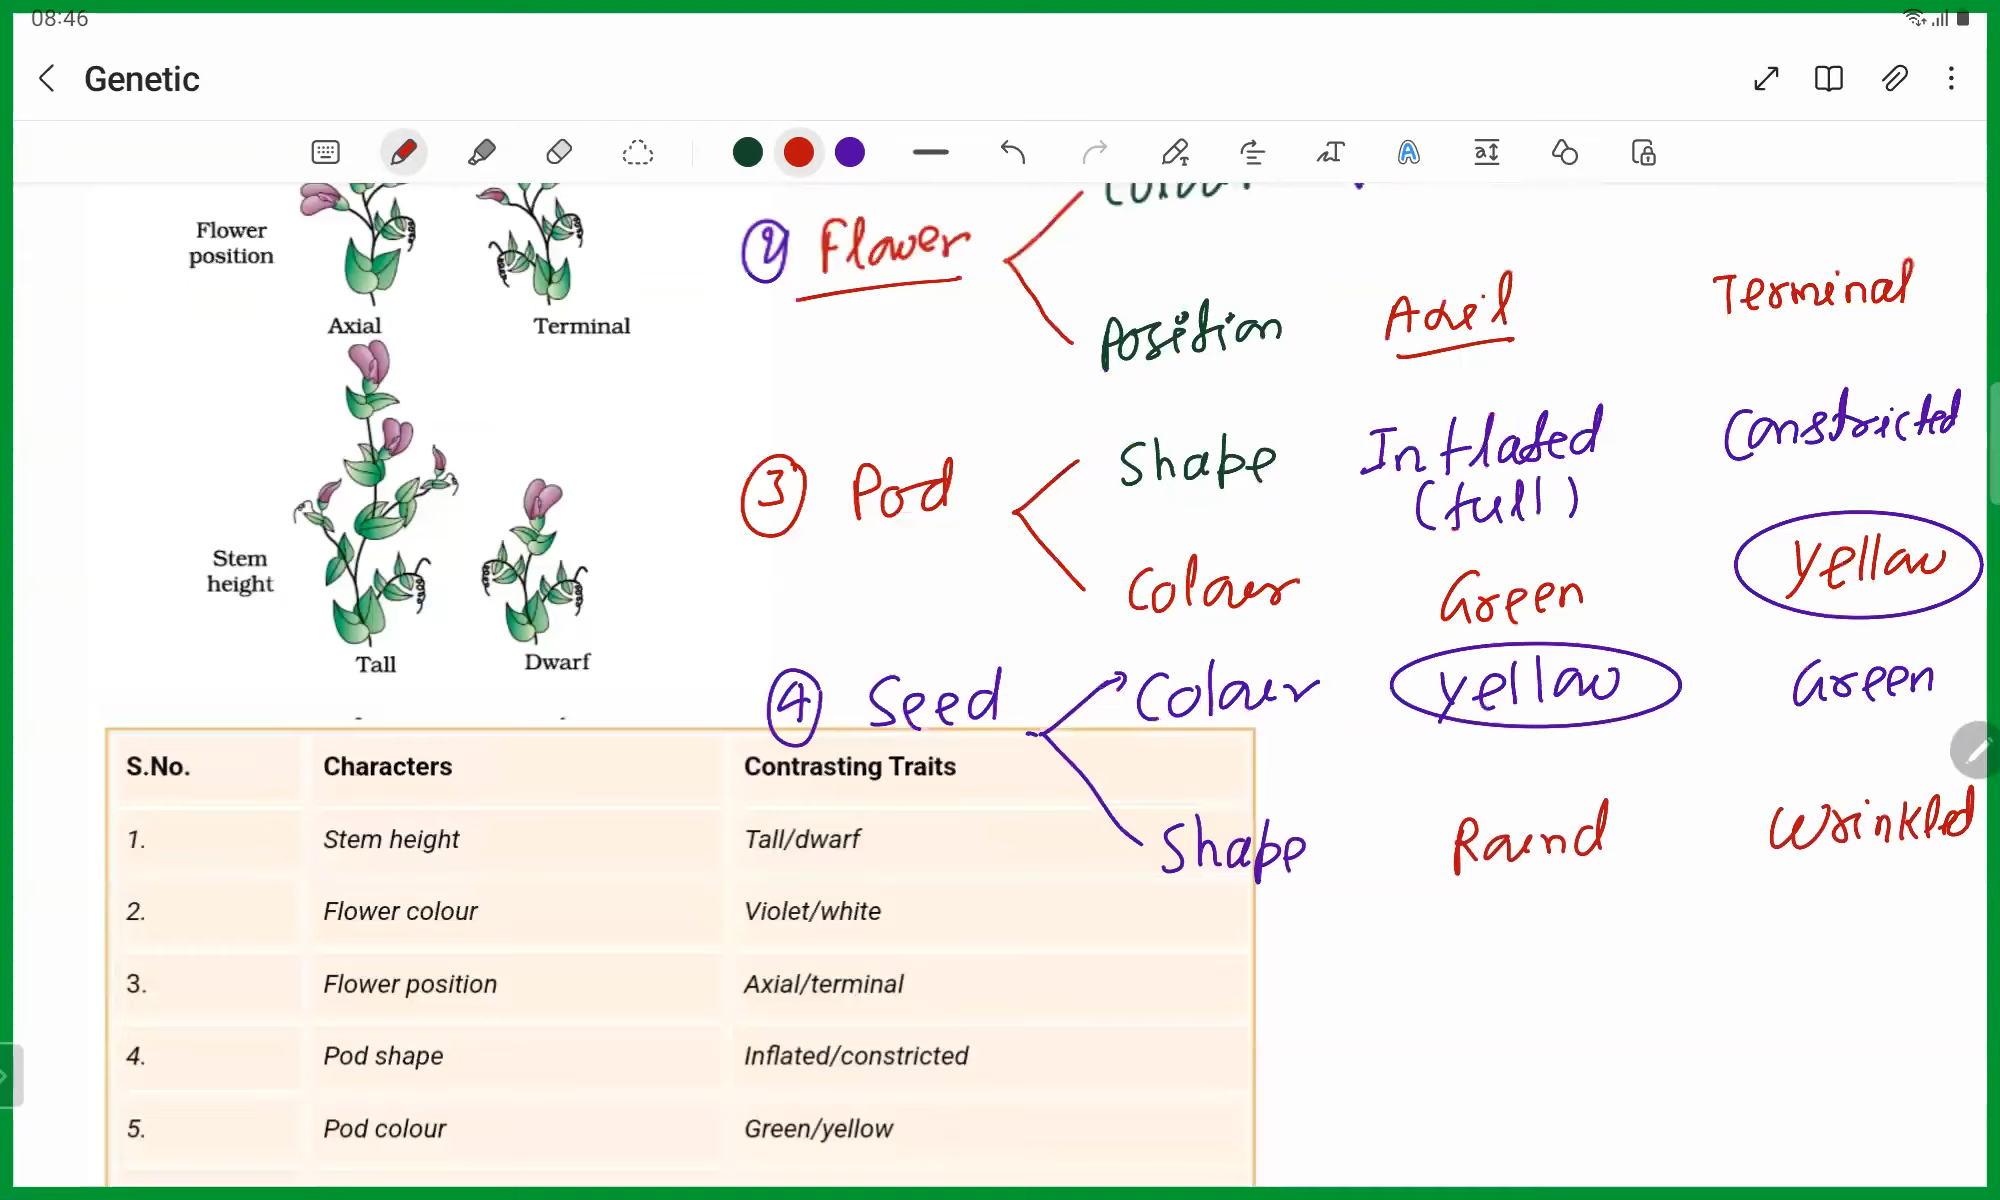 08:46
Genetic
Colour
Flower
position
② Flower
Axial
Terminal
Position
Axil
Terminal
③ Pod
Shape
Inflated
(full)
Constricted
Colour
Green
yellow
Stem
height
Tall
Dwarf
④ Seed
Colour
yellow
Green
Shape
Round
Wrinkled
S.No. Characters Contrasting Traits
1. Stem height Tall/dwarf
2. Flower colour Violet/white
3. Flower position Axial/terminal
4. Pod shape Inflated/constricted
5. Pod colour Green/yellow